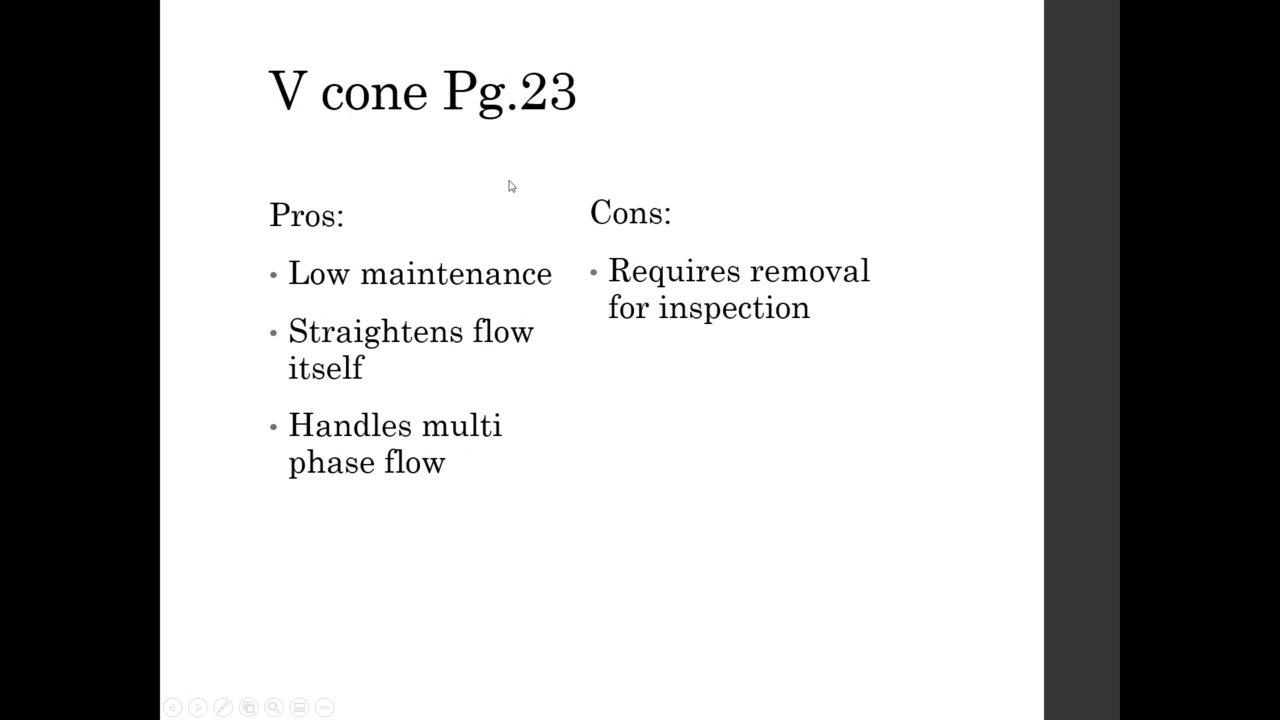 V cone Pg.23
Pros:
• Low maintenance
• Straightens flow
itself
• Handles multi
phase flow
Cons:
• Requires removal
for inspection